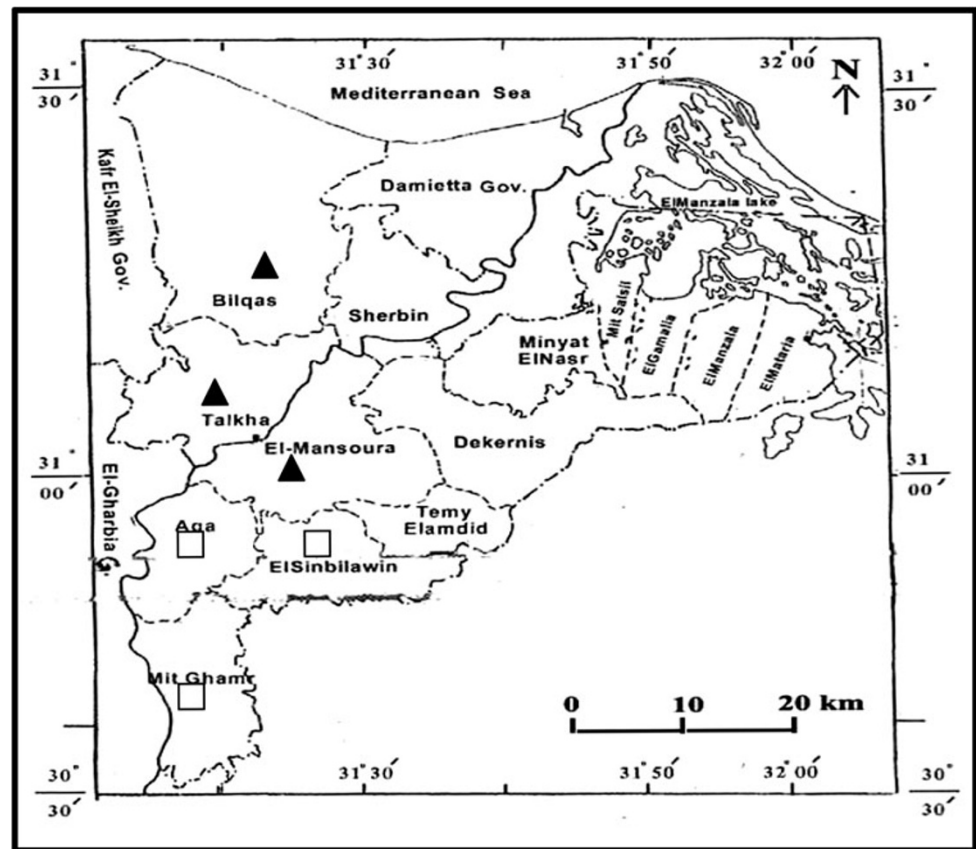 31° 30′
31° 50′
32° 00′
31° 30′
31° 30′
N
Mediterranean Sea
Kafr El-Sheikh Gov.
Damietta Gov.
ElManzala lake
Bilqas
Sherbin
Mit Salsil
ElGamalia
ElManzala
ElMataria
Minyat
ElNasr
Talkha
El-Mansoura
Dekernis
31° 00′
31° 00′
El-Gharbia G.
Aga
Temy
Elamdid
ElSinbilawin
Mit Ghamr
0 10 20 km
31° 30′
31° 50′
32° 00′
30° 30′
30° 30′